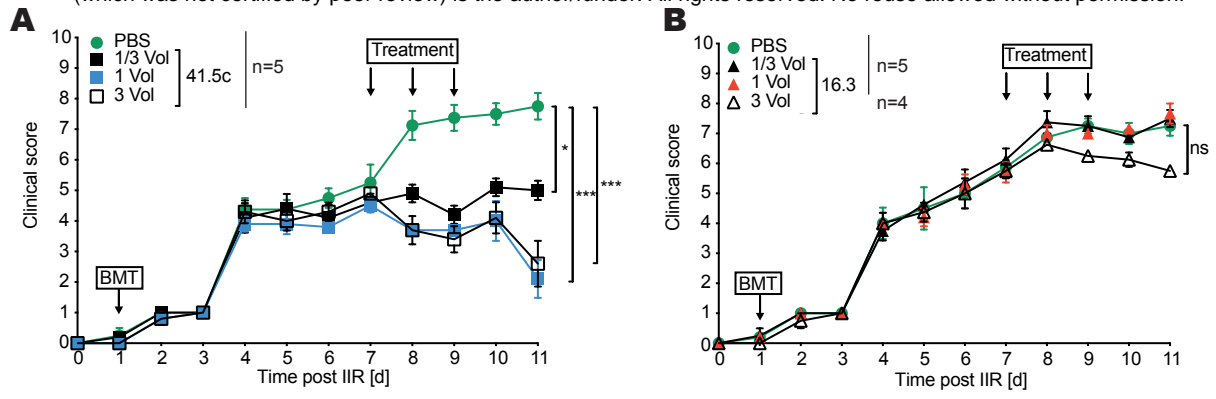 (which was not certified by peer review) is the author/funder. All rights reserved. No reuse allowed without permission.
A
10
9
8
7
6
5
4
3
2
1
0
Clinical score
PBS
1/3 Vol
1 Vol
3 Vol
41.5c
n=5
Treatment
BMT
*
***
***
0 1 2 3 4 5 6 7 8 9 10 11
Time post IIR [d]
B
10
9
8
7
6
5
4
3
2
1
0
Clinical score
PBS
1/3 Vol
1 Vol
3 Vol
16.3
n=5
n=4
Treatment
BMT
ns
0 1 2 3 4 5 6 7 8 9 10 11
Time post IIR [d]